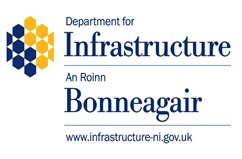 Department for
Infrastructure
An Roinn
Bonneagair
www.infrastructure-ni.gov.uk